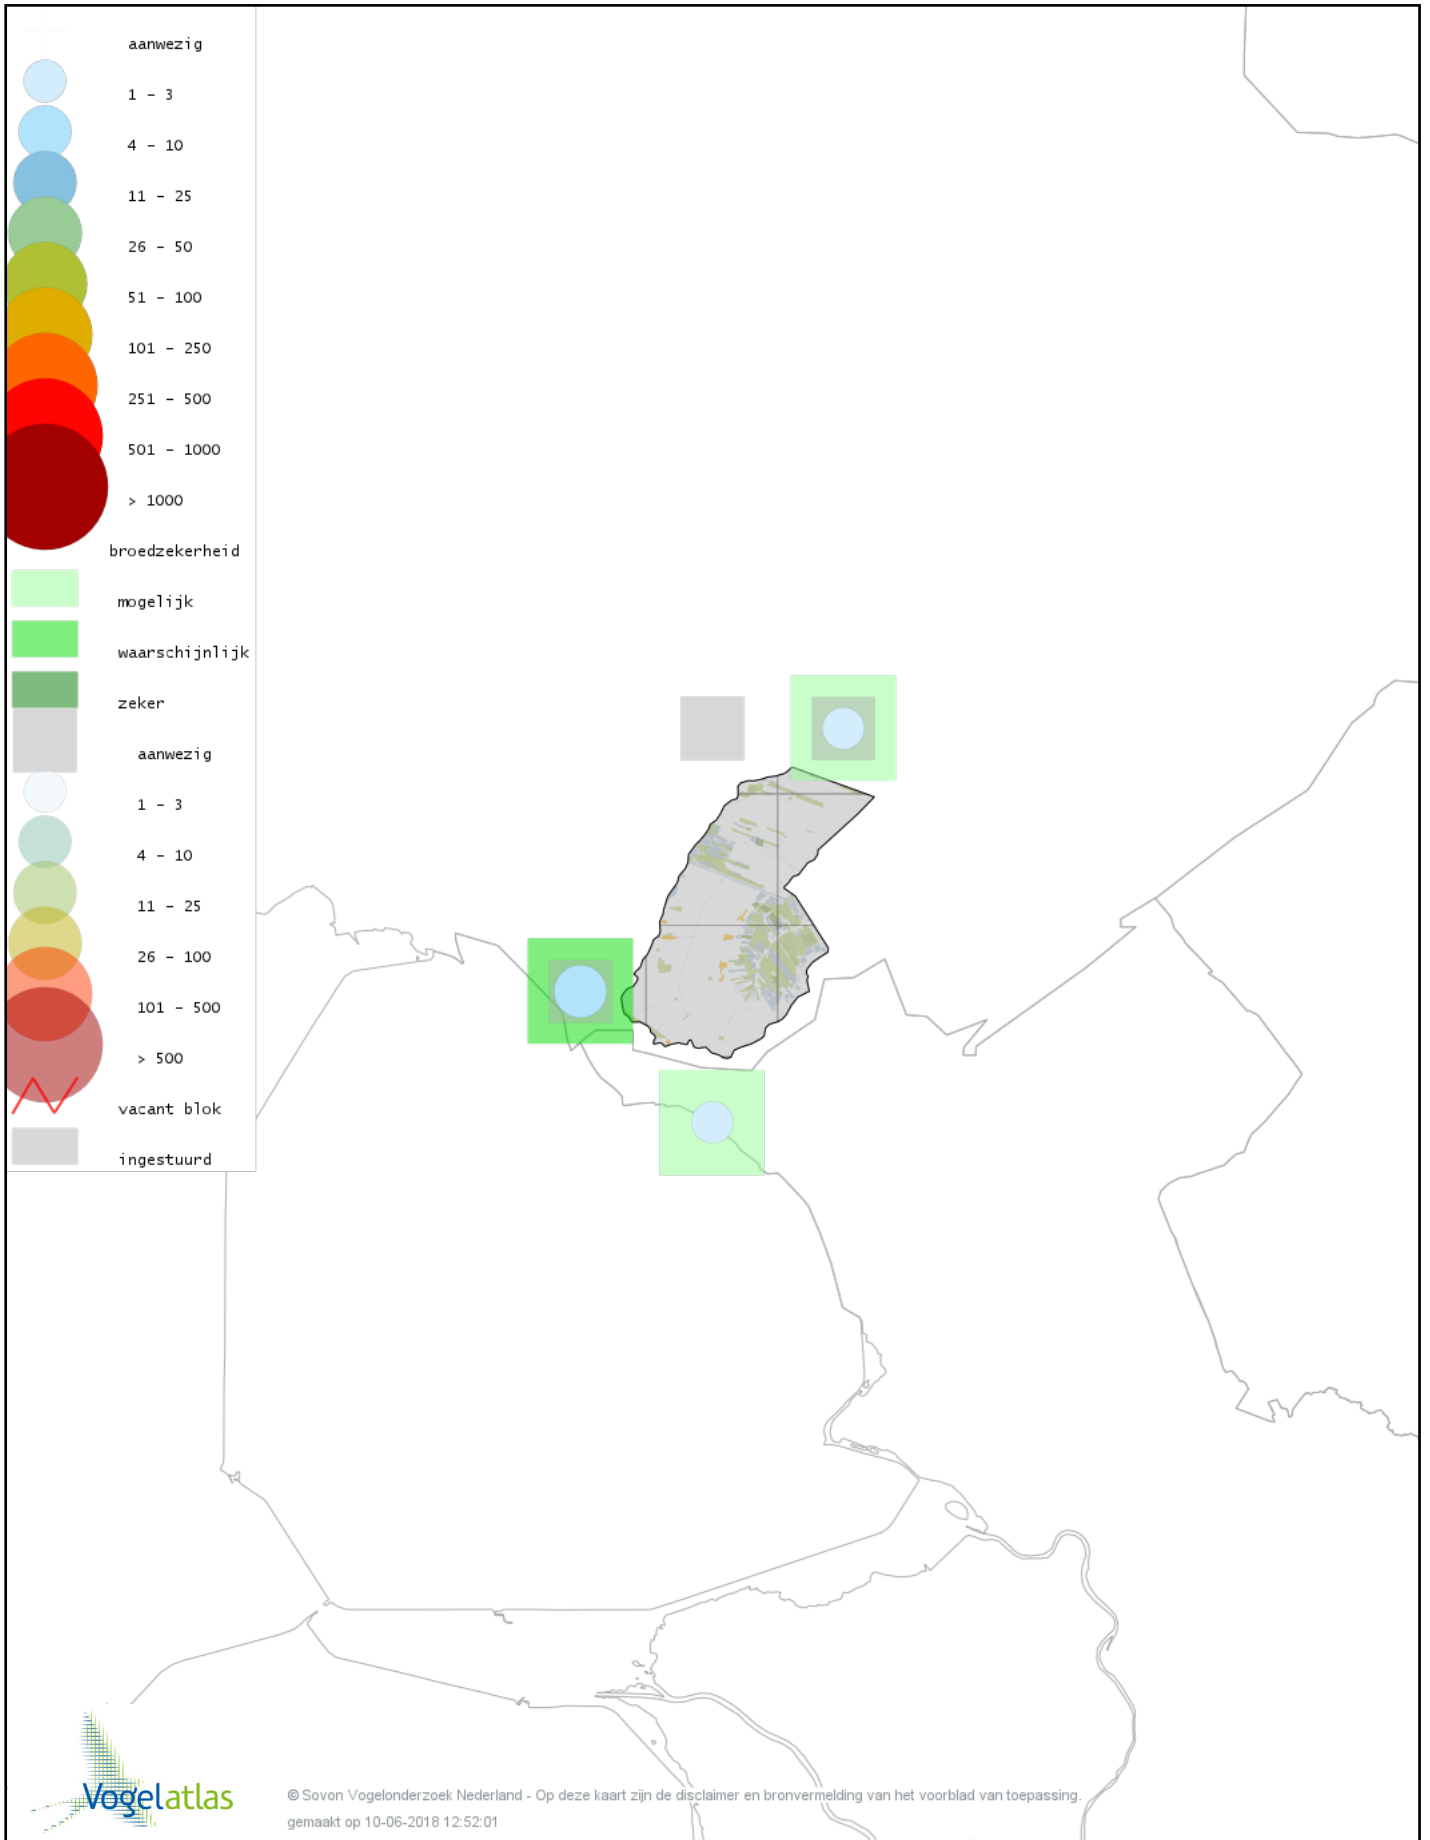 aanwezig
1 - 3
4 - 10
11 - 25
26 - 50
51 - 100
101 - 250
251 - 500
501 - 1000
> 1000
broedzekerheid
mogelijk
waarschijnlijk
zeker
aanwezig
1 - 3
4 - 10
11 - 25
26 - 100
101 - 500
> 500
vacant blok
ingestuurd
Vogelatlas
© Sovon Vogelonderzoek Nederland - Op deze kaart zijn de disclaimer en bronvermelding van het voorblad van toepassing.
gemaakt op 10-06-2018 12:52:01